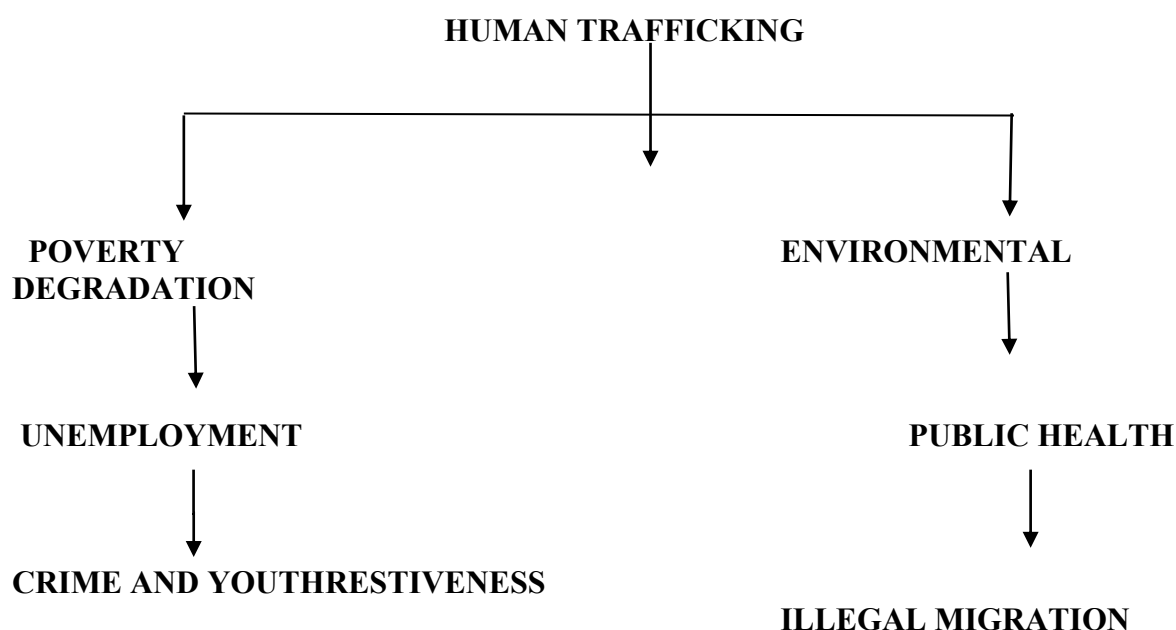 HUMAN TRAFFICKING
POVERTY ENVIRONMENTAL
DEGRADATION
UNEMPLOYMENT PUBLIC HEALTH
CRIME AND YOUTHRESTIVENESS
ILLEGAL MIGRATION